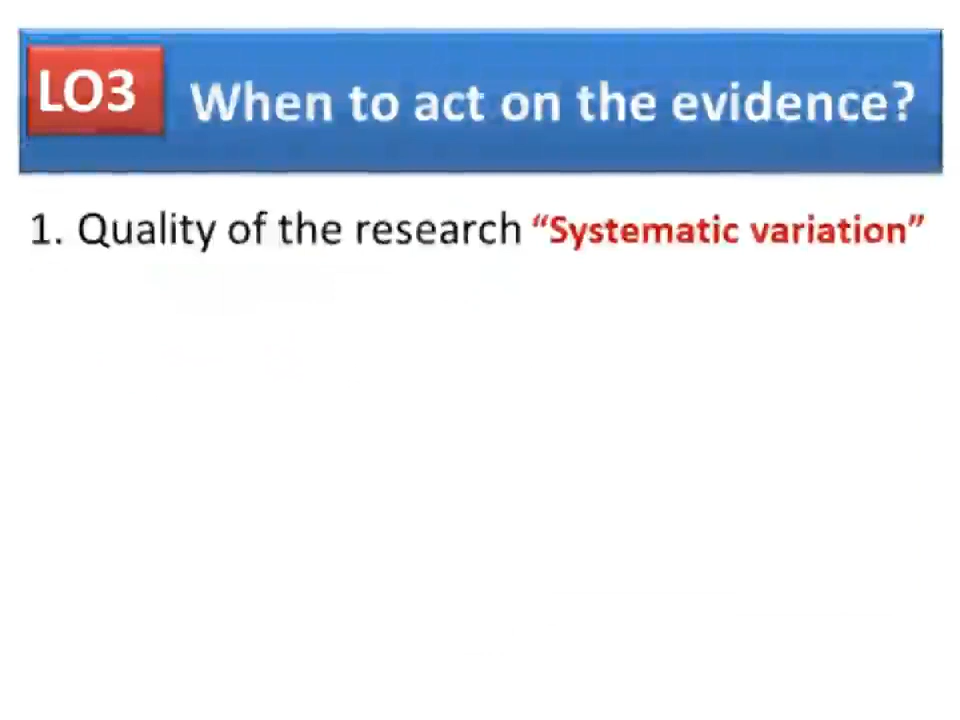 LO3
When to act on the evidence?
1. Quality of the research “Systematic variation”